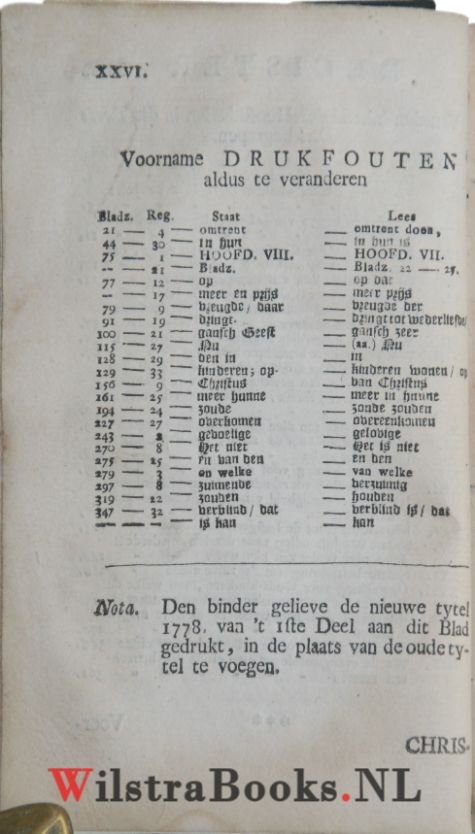 XXVI.
Voorname DRUKFOUTEN
aldus te veranderen
Bladz. Reg. Staat Lees
21 — 4 — omtrent — omtrent doen,
44 — 30 — in hun — in hun is
75 — 1 — HOOFD. VIII. — HOOFD. VII.
-- — 21 — Bladz. — Bladz. 22 — 27.
77 — 12 — op — op dat
— 17 — meer en prijs — meer prijs
79 — 9 — vreugde / daar — vreugde der
91 — 19 — dringt. — dringt tot wederliefde
100 — 21 — gansch Geest — gansch zeer
115 — 27 — Nu — (aa.) Nu
128 — 29 — den in — in
129 — 33 — kinderen; op- — kinderen wonen / op
156 — 9 — Christus — van Christus
161 — 25 — meer hunne — meer in hunne
194 — 24 — zoude — zonde zouden
227 — 27 — overkomen — overeenkomen
243 — 2 — gevoelige — gelovige
270 — 8 — Het niet — Het is niet
275 — 25 — en van den — en den
279 — 3 — en welke — van welke
297 — 8 — zuimende — verzuimig
319 — 22 — zouden — houden
347 — 32 — verblind / dat — verblind is / dat
— — — is kan — kan
Nota. Den binder gelieve de nieuwe tytel
1778. van 't 1ste Deel aan dit Blad
gedrukt, in de plaats van de oude ty-
tel te voegen.
CHRIS-
WilstraBooks.NL